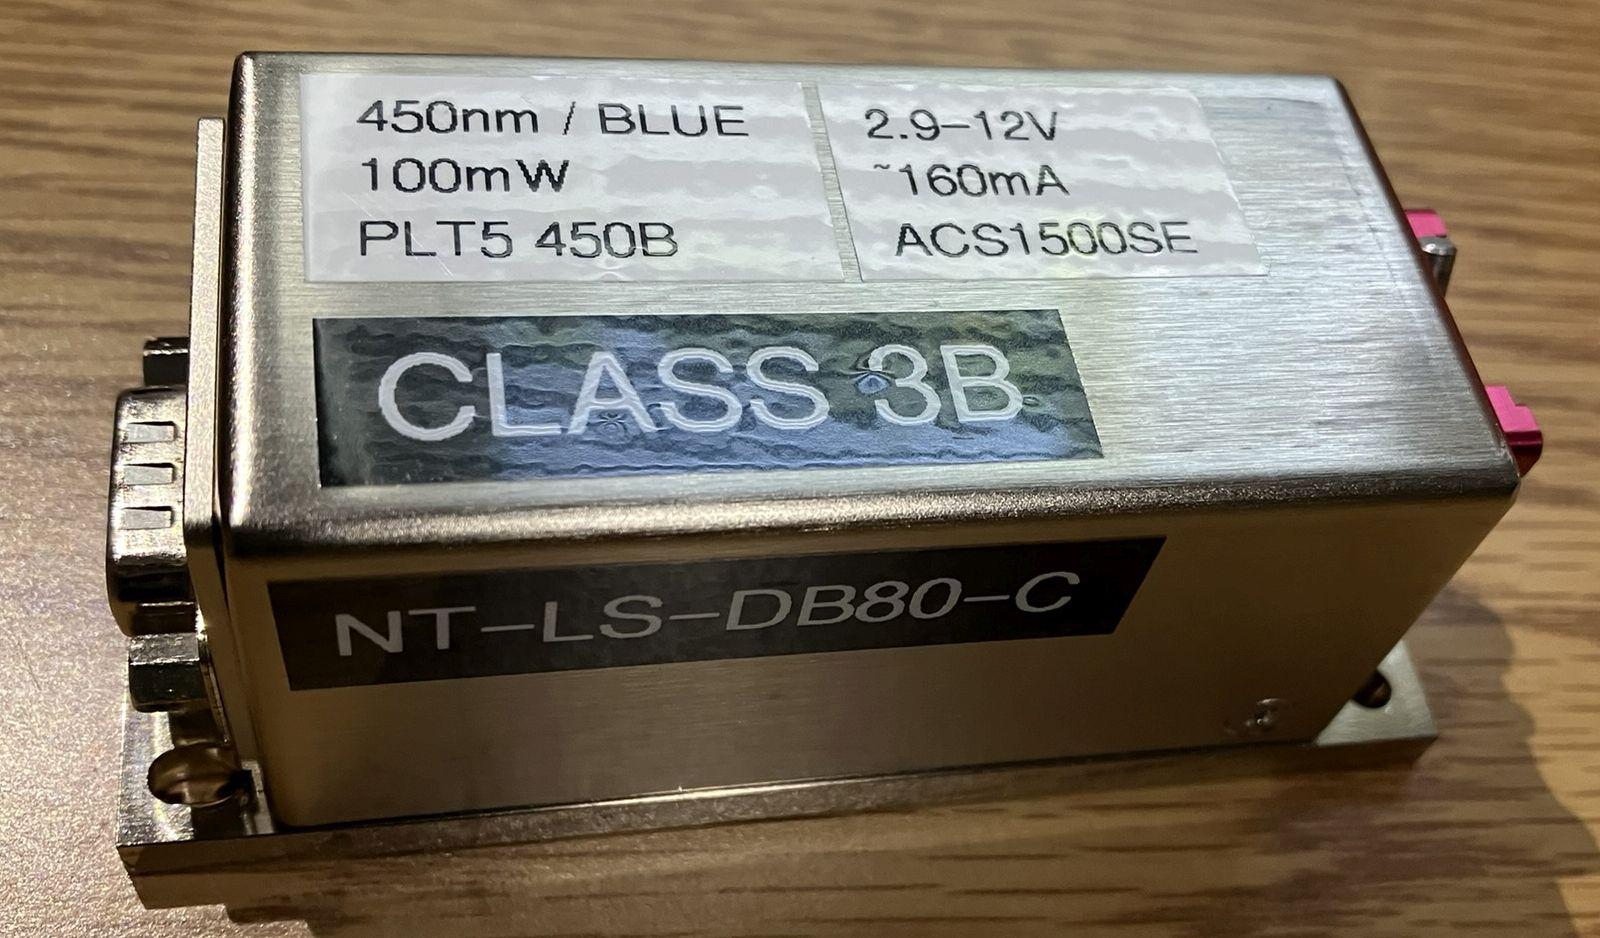 450nm / BLUE
100mW
PLT5 450B
2.9-12V
~160mA
ACS1500SE
CLASS 3B
NT-LS-DB80-C